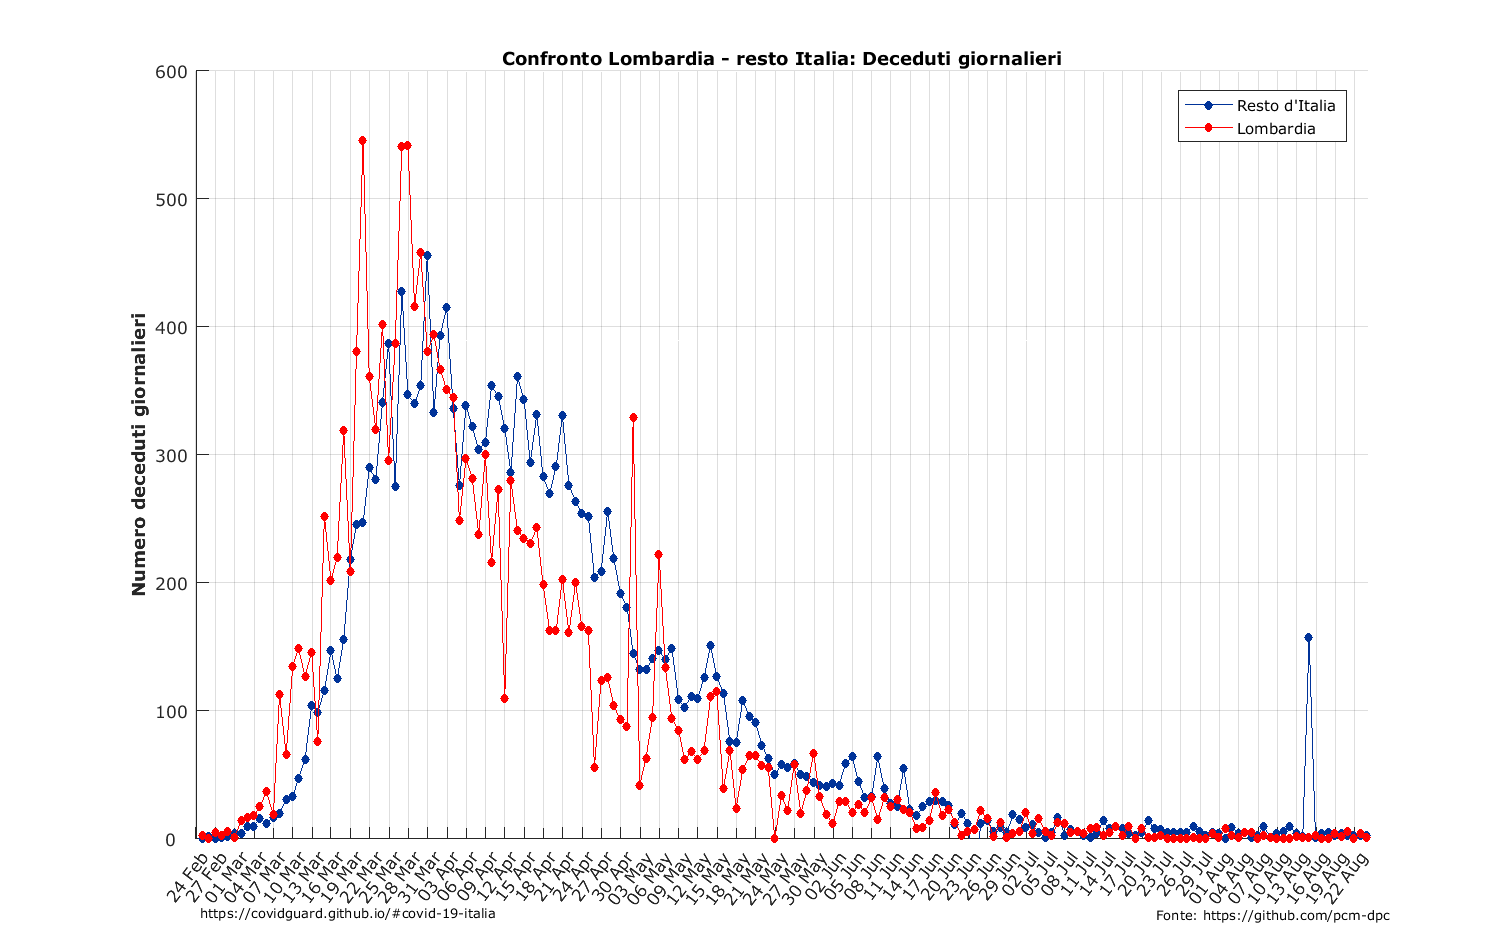 Confronto Lombardia - resto Italia: Deceduti giornalieri
600
500
400
300
200
100
0
Numero deceduti giornalieri
Resto d'Italia
Lombardia
24 Feb
27 Feb
01 Mar
04 Mar
07 Mar
10 Mar
13 Mar
16 Mar
19 Mar
22 Mar
25 Mar
28 Mar
31 Mar
03 Apr
06 Apr
09 Apr
12 Apr
15 Apr
18 Apr
21 Apr
24 Apr
27 Apr
30 Apr
03 May
06 May
09 May
12 May
15 May
18 May
21 May
24 May
27 May
30 May
02 Jun
05 Jun
08 Jun
11 Jun
14 Jun
17 Jun
20 Jun
23 Jun
26 Jun
29 Jun
02 Jul
05 Jul
08 Jul
11 Jul
14 Jul
17 Jul
20 Jul
23 Jul
26 Jul
29 Jul
01 Aug
04 Aug
07 Aug
10 Aug
13 Aug
16 Aug
19 Aug
22 Aug
https://covidguard.github.io/#covid-19-italia
Fonte: https://github.com/pcm-dpc